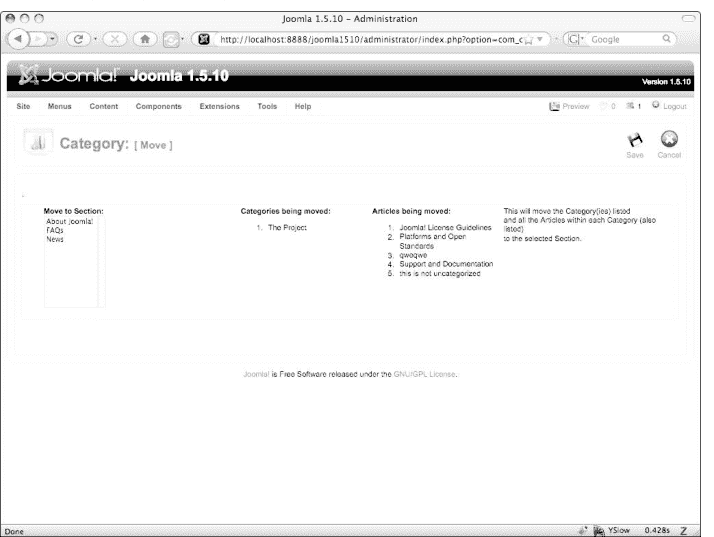 Joomla 1.5.10 – Administration
http://localhost:8888/joomla1510/administrator/index.php?option=com_c
Google
Joomla! Joomla 1.5.10
Version 1.5.10
Site Menus Content Components Extensions Tools Help Preview 0 1 Logout
Category: [ Move ]
Save Cancel
Move to Section:
About Joomla!
FAQs
News
Categories being moved:
1. The Project
Articles being moved:
1. Joomla! License Guidelines
2. Platforms and Open
Standards
3. qweqwe
4. Support and Documentation
5. this is not uncategorized
This will move the Category(ies) listed
and all the Articles within each Category (also
listed)
to the selected Section.
Joomla! is Free Software released under the GNU/GPL License.
Done YSlow 0.428s